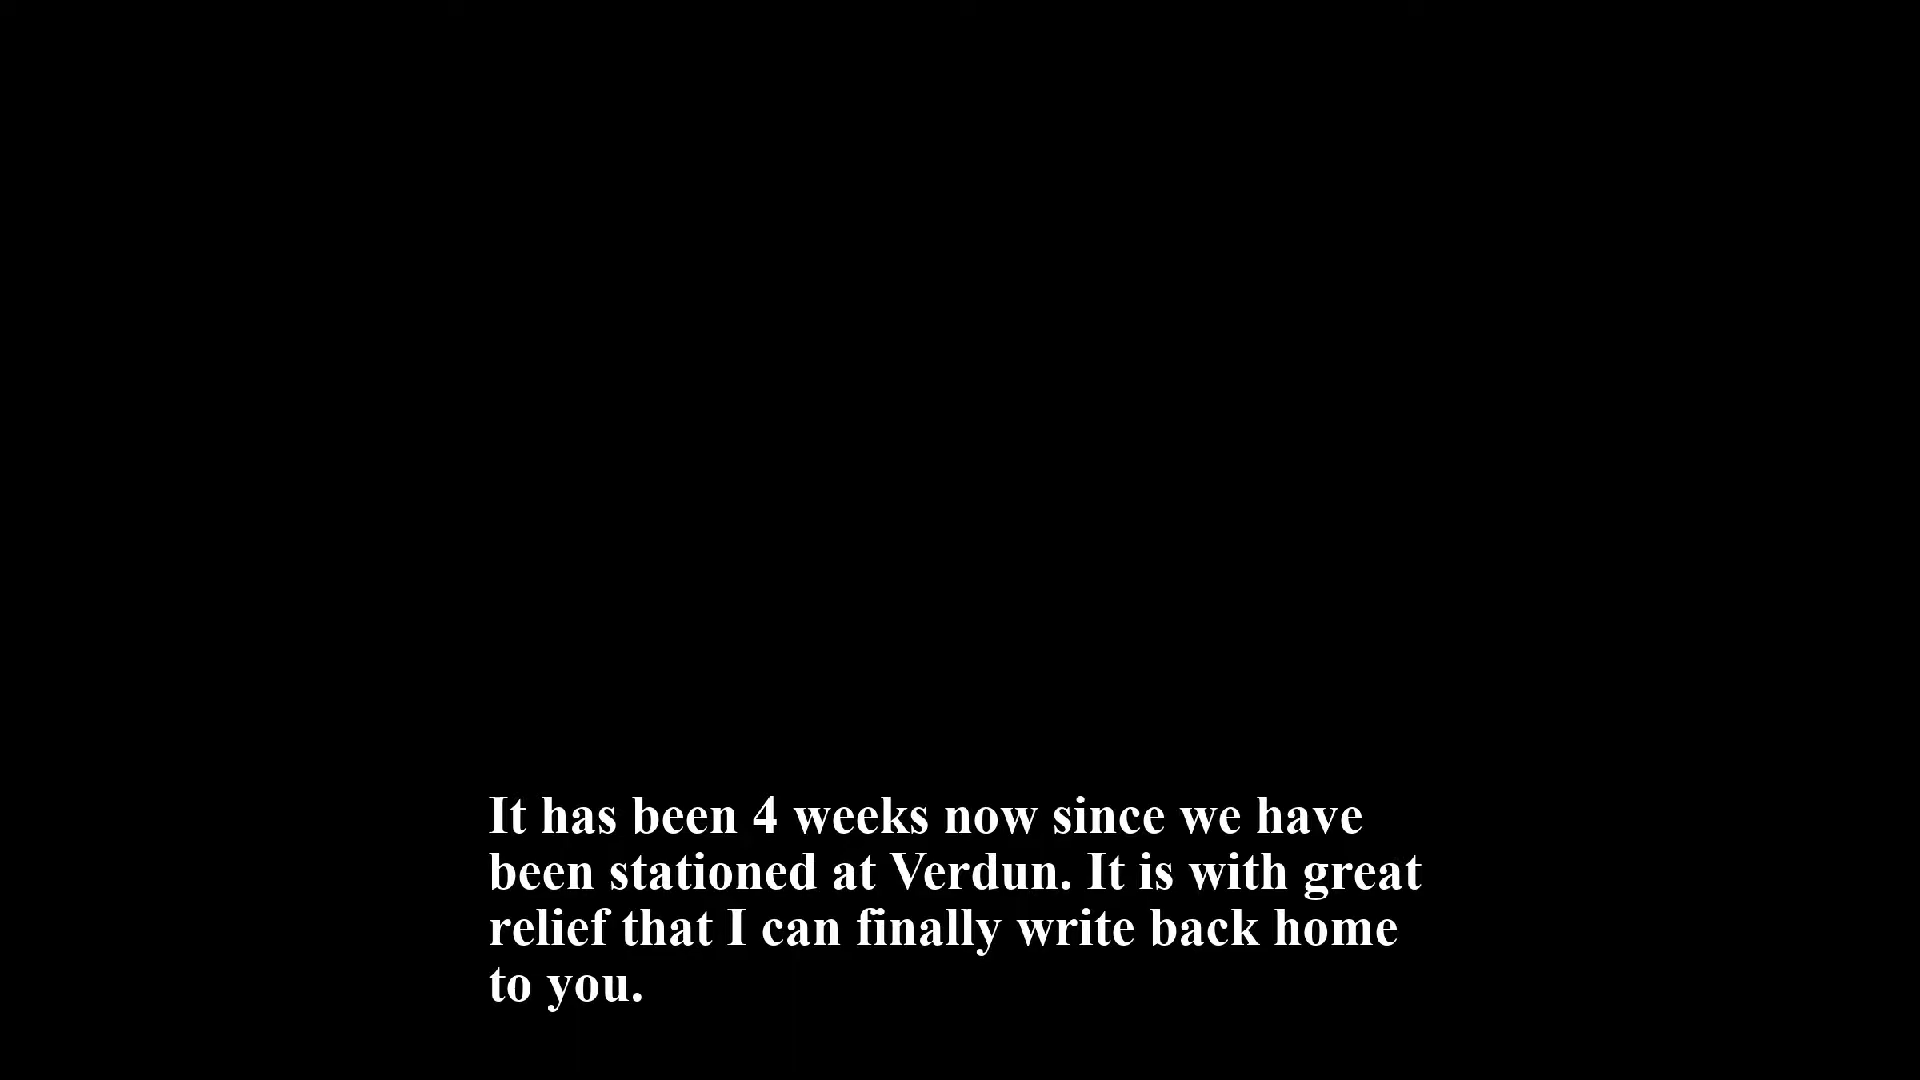 It has been 4 weeks now since we have
been stationed at Verdun. It is with great
relief that I can finally write back home
to you.